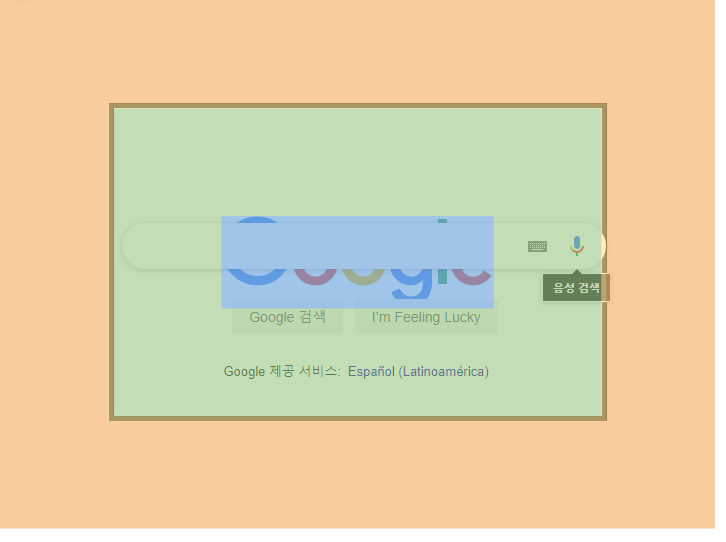 Google
음성 검색
Google 검색
I'm Feeling Lucky
Google 제공 서비스: Español (Latinoamérica)